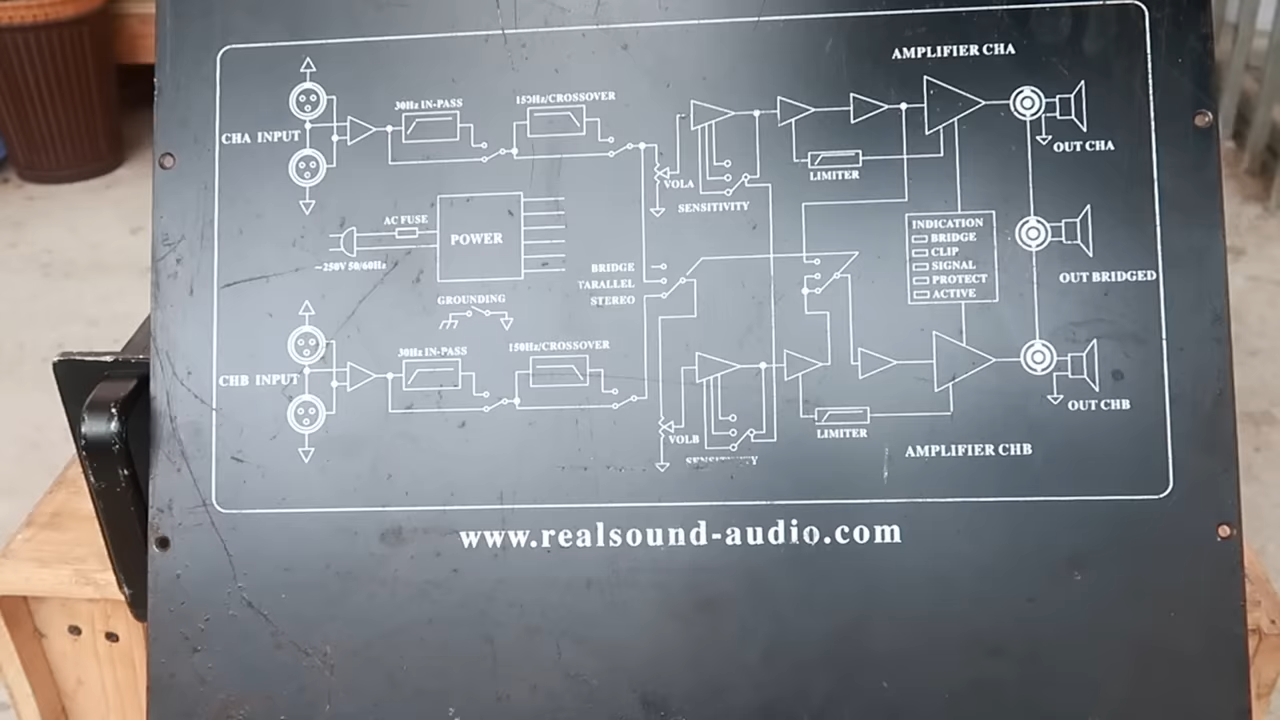 AMPLIFIER CHA
30Hz IN-PASS
150Hz/CROSSOVER
CHA INPUT
OUT CHA
LIMITER
VOLA
SENSITIVITY
AC FUSE
POWER
~250V 50/60Hz
INDICATION
BRIDGE
CLIP
SIGNAL
PROTECT
ACTIVE
BRIDGE
TARALLEL
STEREO
OUT BRIDGED
GROUNDING
30Hz IN-PASS
150Hz/CROSSOVER
CHB INPUT
OUT CHB
LIMITER
VOLB
SENSITIVITY
AMPLIFIER CHB
www.realsound-audio.com